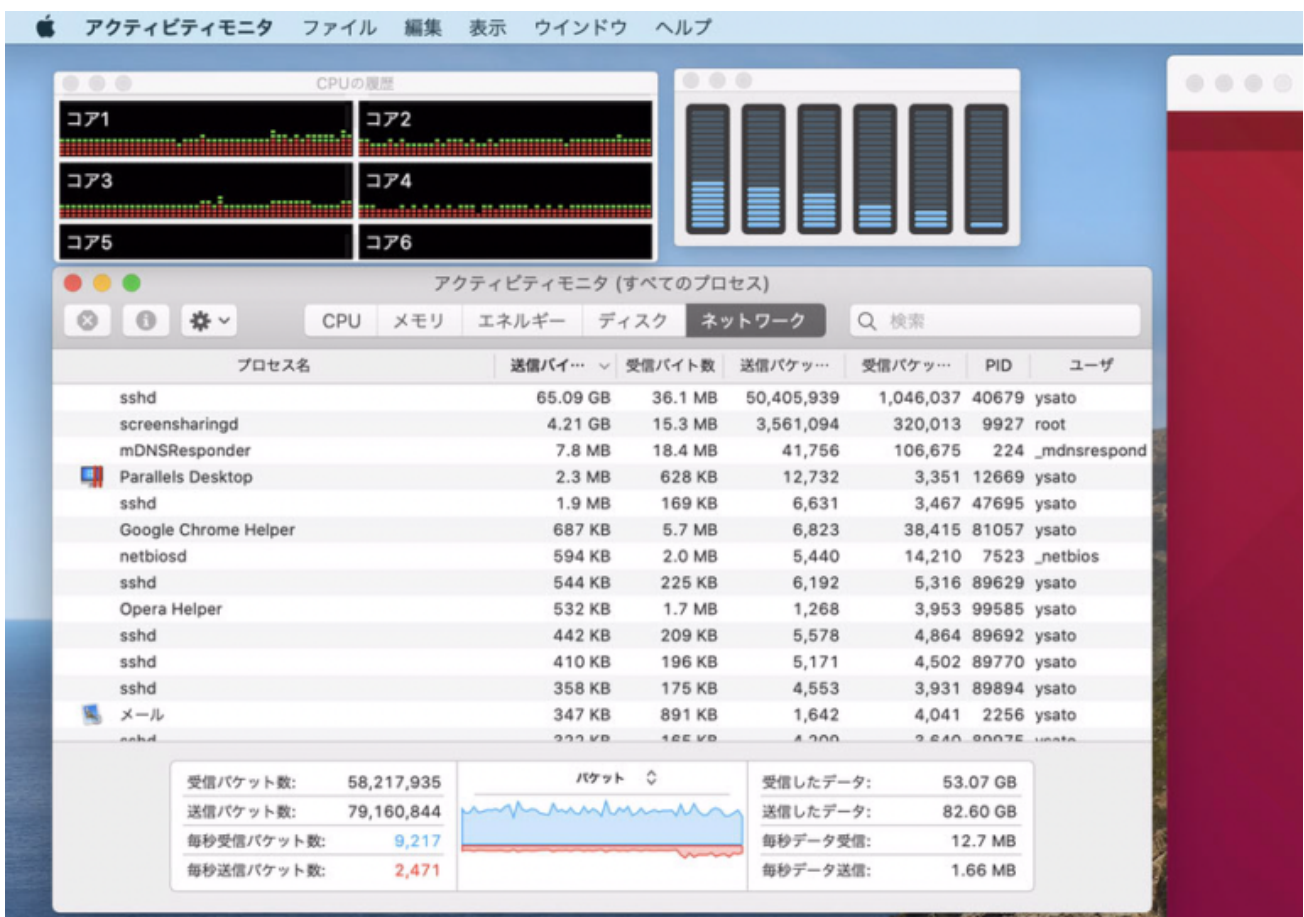 アクティビティモニタ ファイル 編集 表示 ウインドウ ヘルプ
CPUの履歴
コア1 コア2
コア3 コア4
コア5 コア6
アクティビティモニタ (すべてのプロセス)
CPU メモリ エネルギー ディスク ネットワーク 検索
プロセス名 送信バイ… 受信バイト数 送信パケッ… 受信パケッ… PID ユーザ
sshd 65.09 GB 36.1 MB 50,405,939 1,046,037 40679 ysato
screensharingd 4.21 GB 15.3 MB 3,561,094 320,013 9927 root
mDNSResponder 7.8 MB 18.4 MB 41,756 106,675 224 _mdnsrespond
Parallels Desktop 2.3 MB 628 KB 12,732 3,351 12669 ysato
sshd 1.9 MB 169 KB 6,631 3,467 47695 ysato
Google Chrome Helper 687 KB 5.7 MB 6,823 38,415 81057 ysato
netbiosd 594 KB 2.0 MB 5,440 14,210 7523 _netbios
sshd 544 KB 225 KB 6,192 5,316 89629 ysato
Opera Helper 532 KB 1.7 MB 1,268 3,953 99585 ysato
sshd 442 KB 209 KB 5,578 4,864 89692 ysato
sshd 410 KB 196 KB 5,171 4,502 89770 ysato
sshd 358 KB 175 KB 4,553 3,931 89894 ysato
メール 347 KB 891 KB 1,642 4,041 2256 ysato
sshd 322 KB 165 KB 4,209 3,640 89975 ysato
受信パケット数: 58,217,935 パケット 受信したデータ: 53.07 GB
送信パケット数: 79,160,844 送信したデータ: 82.60 GB
毎秒受信パケット数: 9,217 毎秒データ受信: 12.7 MB
毎秒送信パケット数: 2,471 毎秒データ送信: 1.66 MB